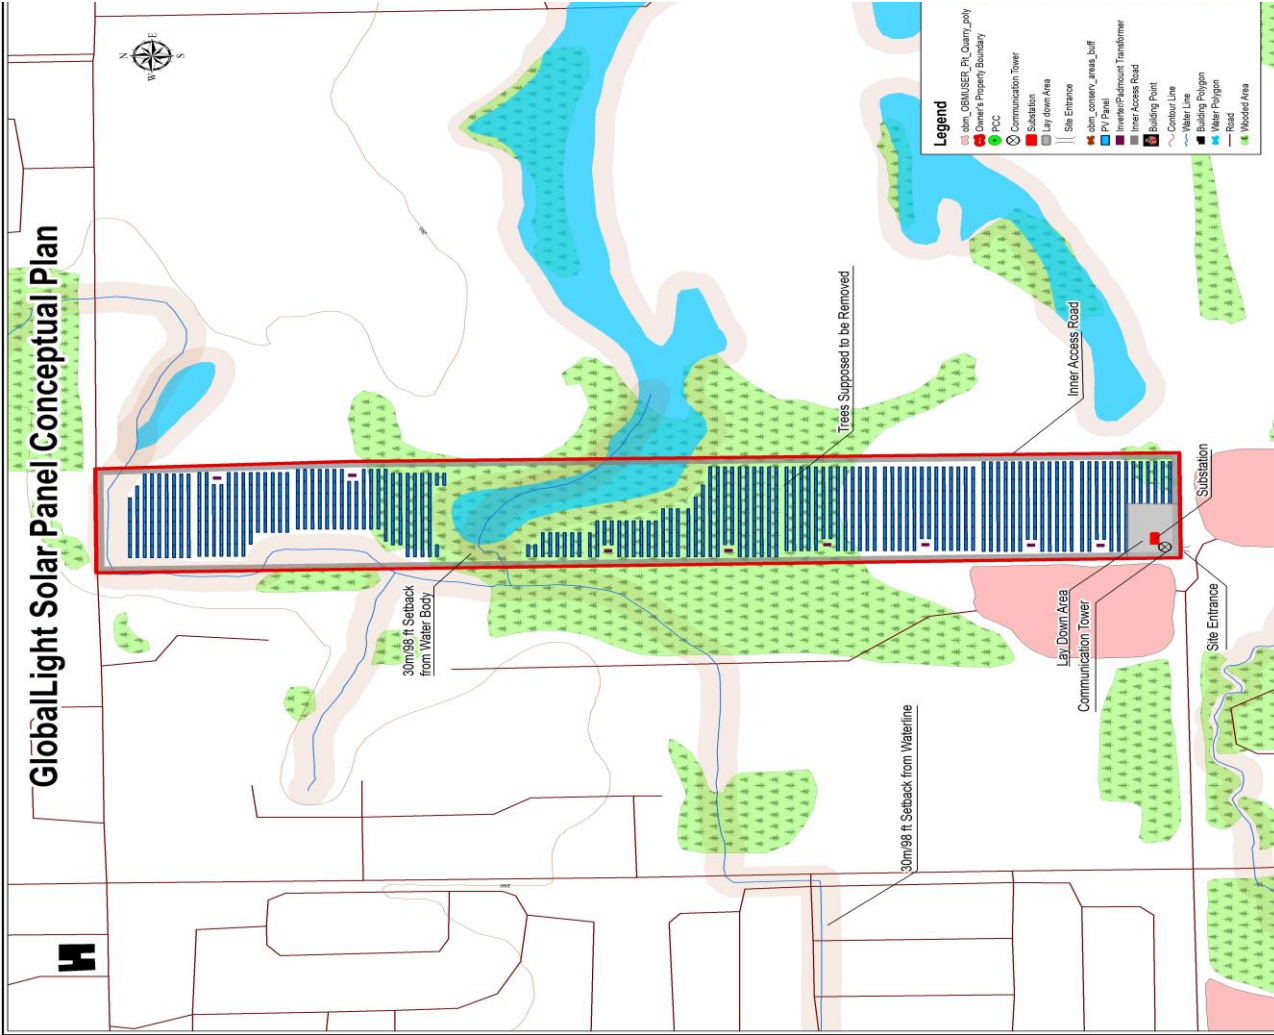 GlobalLight Solar Panel Conceptual Plan
N
E
S
W
Trees Supposed to be Removed
Inner Access Road
Substation
30m/98 ft Setback
from Water Body
Lay Down Area
Communication Tower
Site Entrance
30m/98 ft Setback from Waterline
290
Legend
obm_OBMUSER_Pit_Quarry_poly
Owner's Property Boundary
PCC
Communication Tower
Substation
Lay down Area
Site Entrance
obm_conserv_areas_buff
PV Panel
Inverter/Padmount Transformer
Inner Access Road
Building Point
Contour Line
Water Line
Building Polygon
Water Polygon
Road
Wooded Area